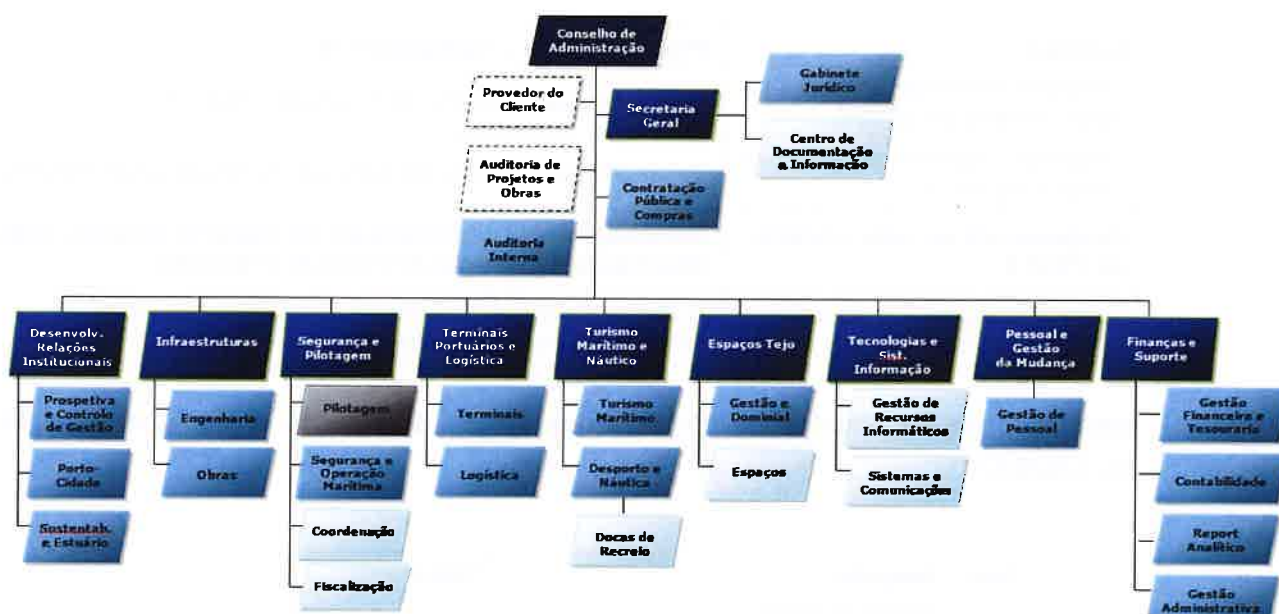 Conselho de
Administração
Provedor do
Cliente
Secretaria
Geral
Gabinete
Jurídico
Centro de
Documentação
e Informação
Auditoria de
Projetos e
Obras
Contratação
Pública e
Compras
Auditoria
Interna
Desenvolv.
Relações
Institucionais
Infraestruturas
Segurança e
Pilotagem
Terminais
Portuários e
Logística
Turismo
Marítimo e
Náutico
Espaços Tejo
Tecnologias e
Sist.
Informação
Pessoal e
Gestão
da Mudança
Finanças e
Suporte
Prospetiva
e Controlo
de Gestão
Porto-
Cidade
Sustentab.
e Estuário
Engenharia
Obras
Pilotagem
Segurança e
Operação
Marítima
Coordenação
Fiscalização
Terminais
Logística
Turismo
Marítimo
Desporto e
Náutica
Docas de
Recreio
Gestão e
Dominial
Espaços
Gestão de
Recursos
Informáticos
Sistemas e
Comunicações
Gestão de
Pessoal
Gestão
Financeira e
Tesouraria
Contabilidade
Report
Analítico
Gestão
Administrativa